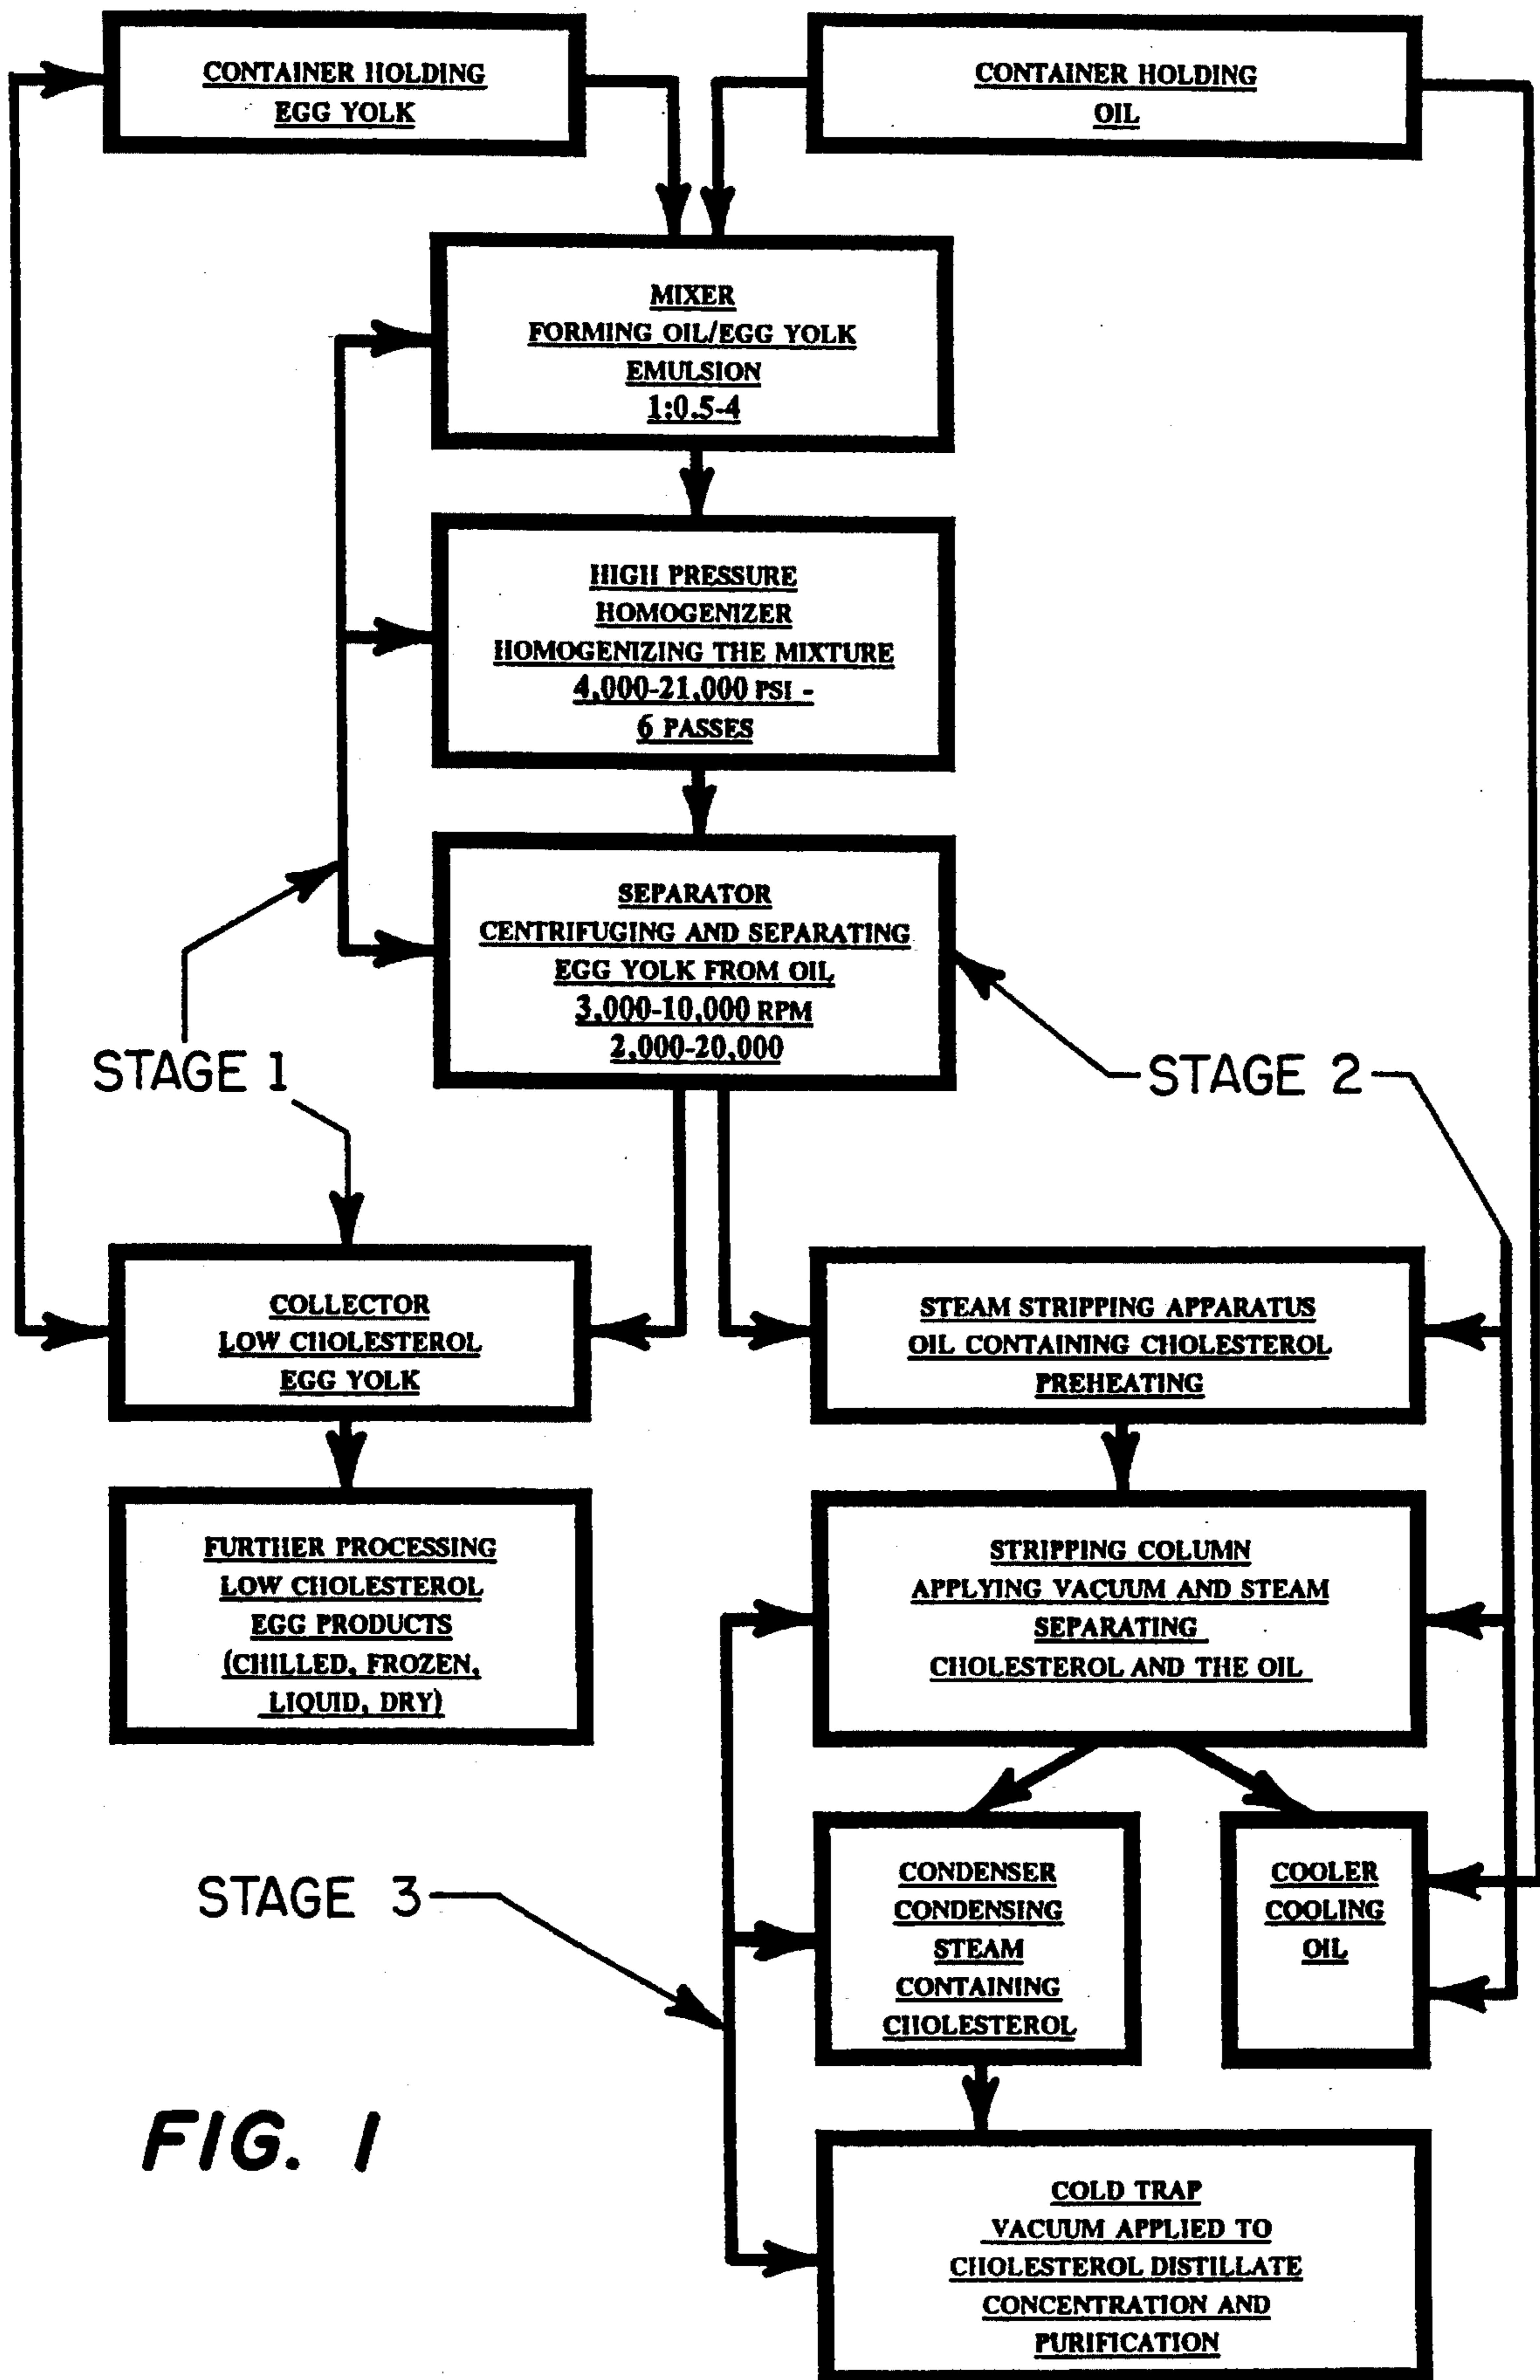 CONTAINER HOLDING
EGG YOLK
CONTAINER HOLDING
OIL
MIXER
FORMING OIL/EGG YOLK
EMULSION
1:0.5-4
HIGH PRESSURE
HOMOGENIZER
HOMOGENIZING THE MIXTURE
4,000-21,000 PSI -
6 PASSES
SEPARATOR
CENTRIFUGING AND SEPARATING
EGG YOLK FROM OIL
3,000-10,000 RPM
2,000-20,000
STAGE 1
STAGE 2
COLLECTOR
LOW CHOLESTEROL
EGG YOLK
STEAM STRIPPING APPARATUS
OIL CONTAINING CHOLESTEROL
PREHEATING
FURTHER PROCESSING
LOW CHOLESTEROL
EGG PRODUCTS
(CHILLED, FROZEN,
LIQUID, DRY)
STRIPPING COLUMN
APPLYING VACUUM AND STEAM
SEPARATING
CHOLESTEROL AND THE OIL
STAGE 3
CONDENSER
CONDENSING
STEAM
CONTAINING
CHOLESTEROL
COOLER
COOLING
OIL
COLD TRAP
VACUUM APPLIED TO
CHOLESTEROL DISTILLATE
CONCENTRATION AND
PURIFICATION
FIG. 1